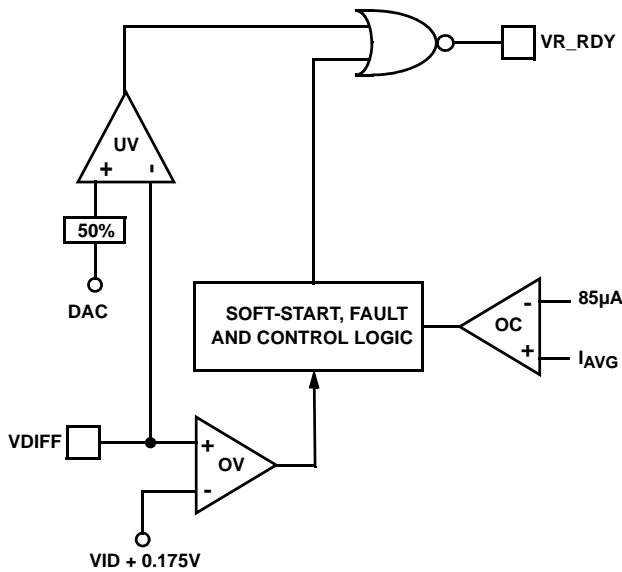 VR_RDY
UV
+ -
50%
DAC
SOFT-START, FAULT
AND CONTROL LOGIC
- 85µA
OC
+ IAVG
VDIFF
+
OV
-
VID + 0.175V